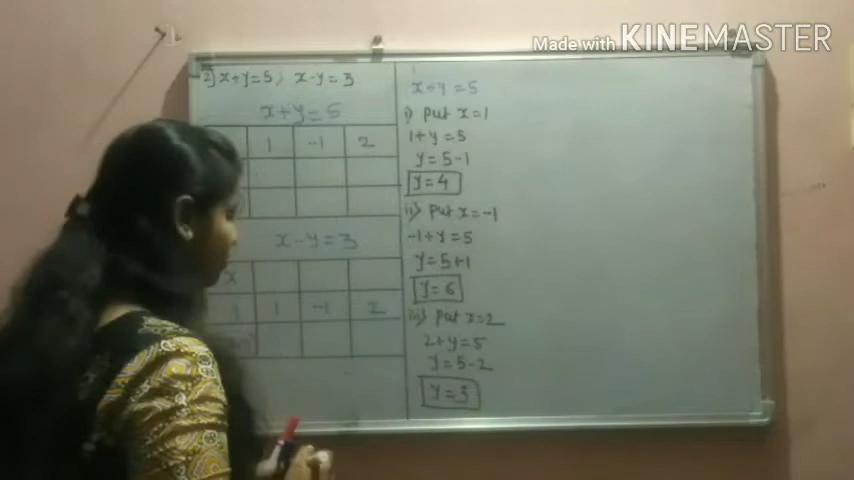 Made with KINEMASTER
2) x+y=5; x-y=3
x+y=5
1 -1 2
x-y=3
x
1 -1 2
x+y=5
i) Put x=1
1+y=5
y=5-1
y=4
ii) Put x=-1
-1+y=5
y=5+1
y=6
iii) Put x=2
2+y=5
y=5-2
y=3